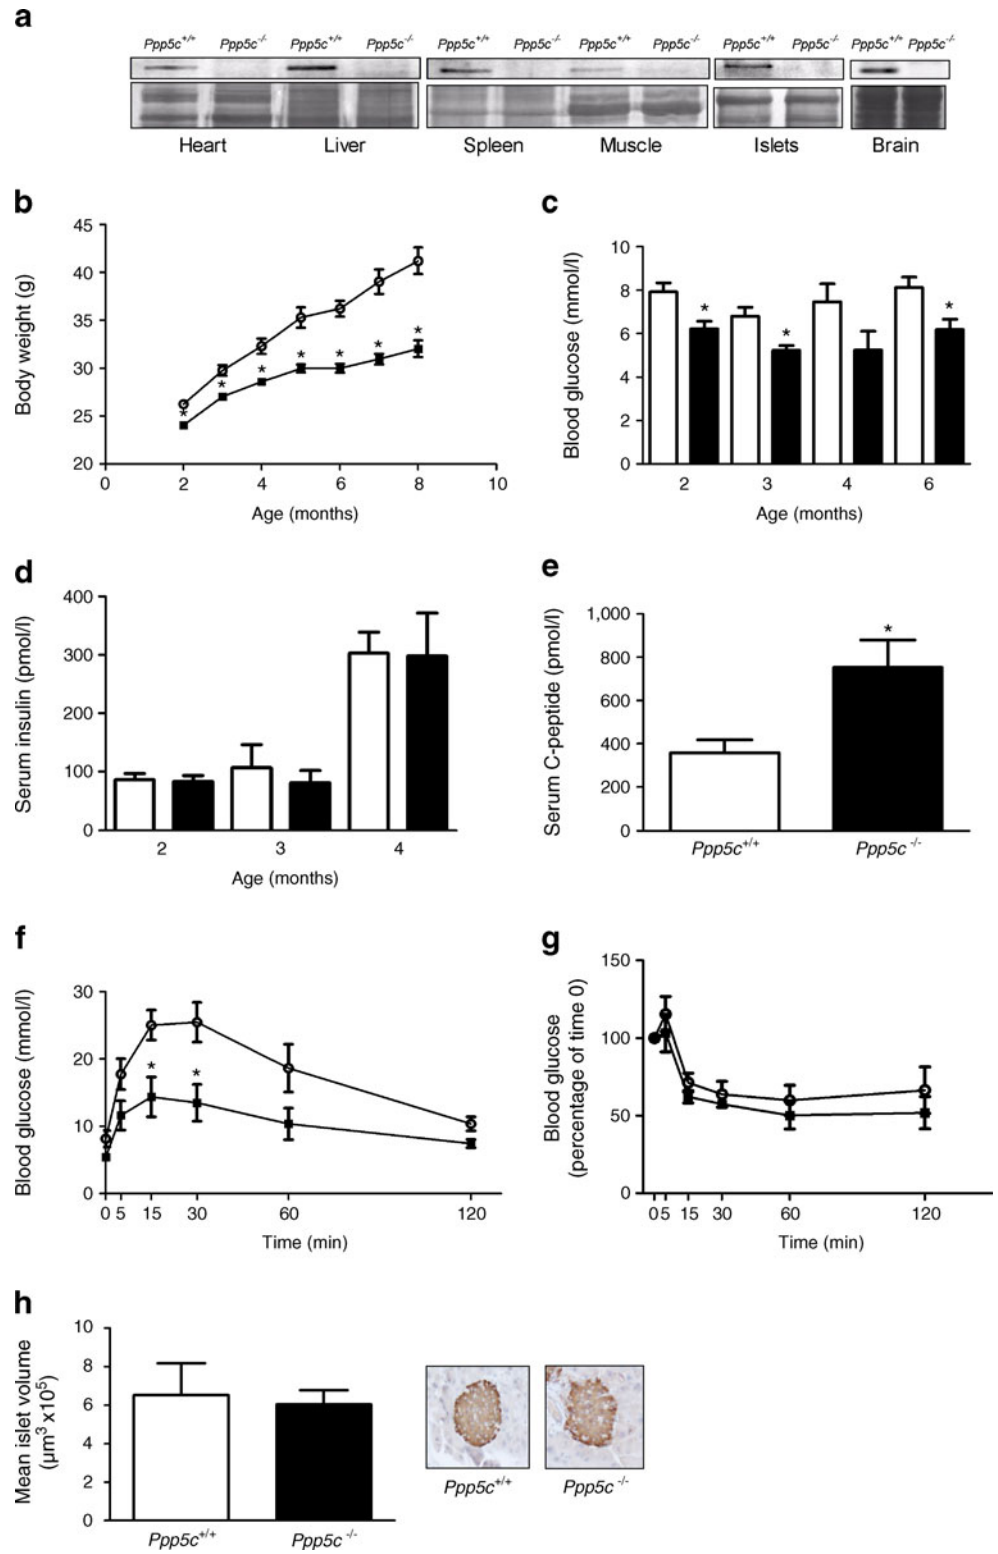 a
Ppp5c+/+ Ppp5c-/- Ppp5c+/+ Ppp5c-/- Ppp5c+/+ Ppp5c-/- Ppp5c+/+ Ppp5c-/- Ppp5c+/+ Ppp5c-/- Ppp5c+/+ Ppp5c-/-
Heart Liver Spleen Muscle Islets Brain
b
Body weight (g)
45
40
35
30
25
20
* * * * * * *
0 2 4 6 8 10
Age (months)
c
Blood glucose (mmol/l)
10
8
6
4
2
0
* * *
2 3 4 6
Age (months)
d
Serum insulin (pmol/l)
400
300
200
100
0
2 3 4
Age (months)
e
Serum C-peptide (pmol/l)
1,000
800
600
400
200
0
*
Ppp5c+/+ Ppp5c-/-
f
Blood glucose (mmol/l)
30
20
10
0
* *
0 5 15 30 60 120
Time (min)
g
Blood glucose
(percentage of time 0)
150
100
50
0
0 5 15 30 60 120
Time (min)
h
Mean islet volume
(µm³ x10⁵)
10
8
6
4
2
0
Ppp5c+/+ Ppp5c-/-
Ppp5c+/+ Ppp5c-/-